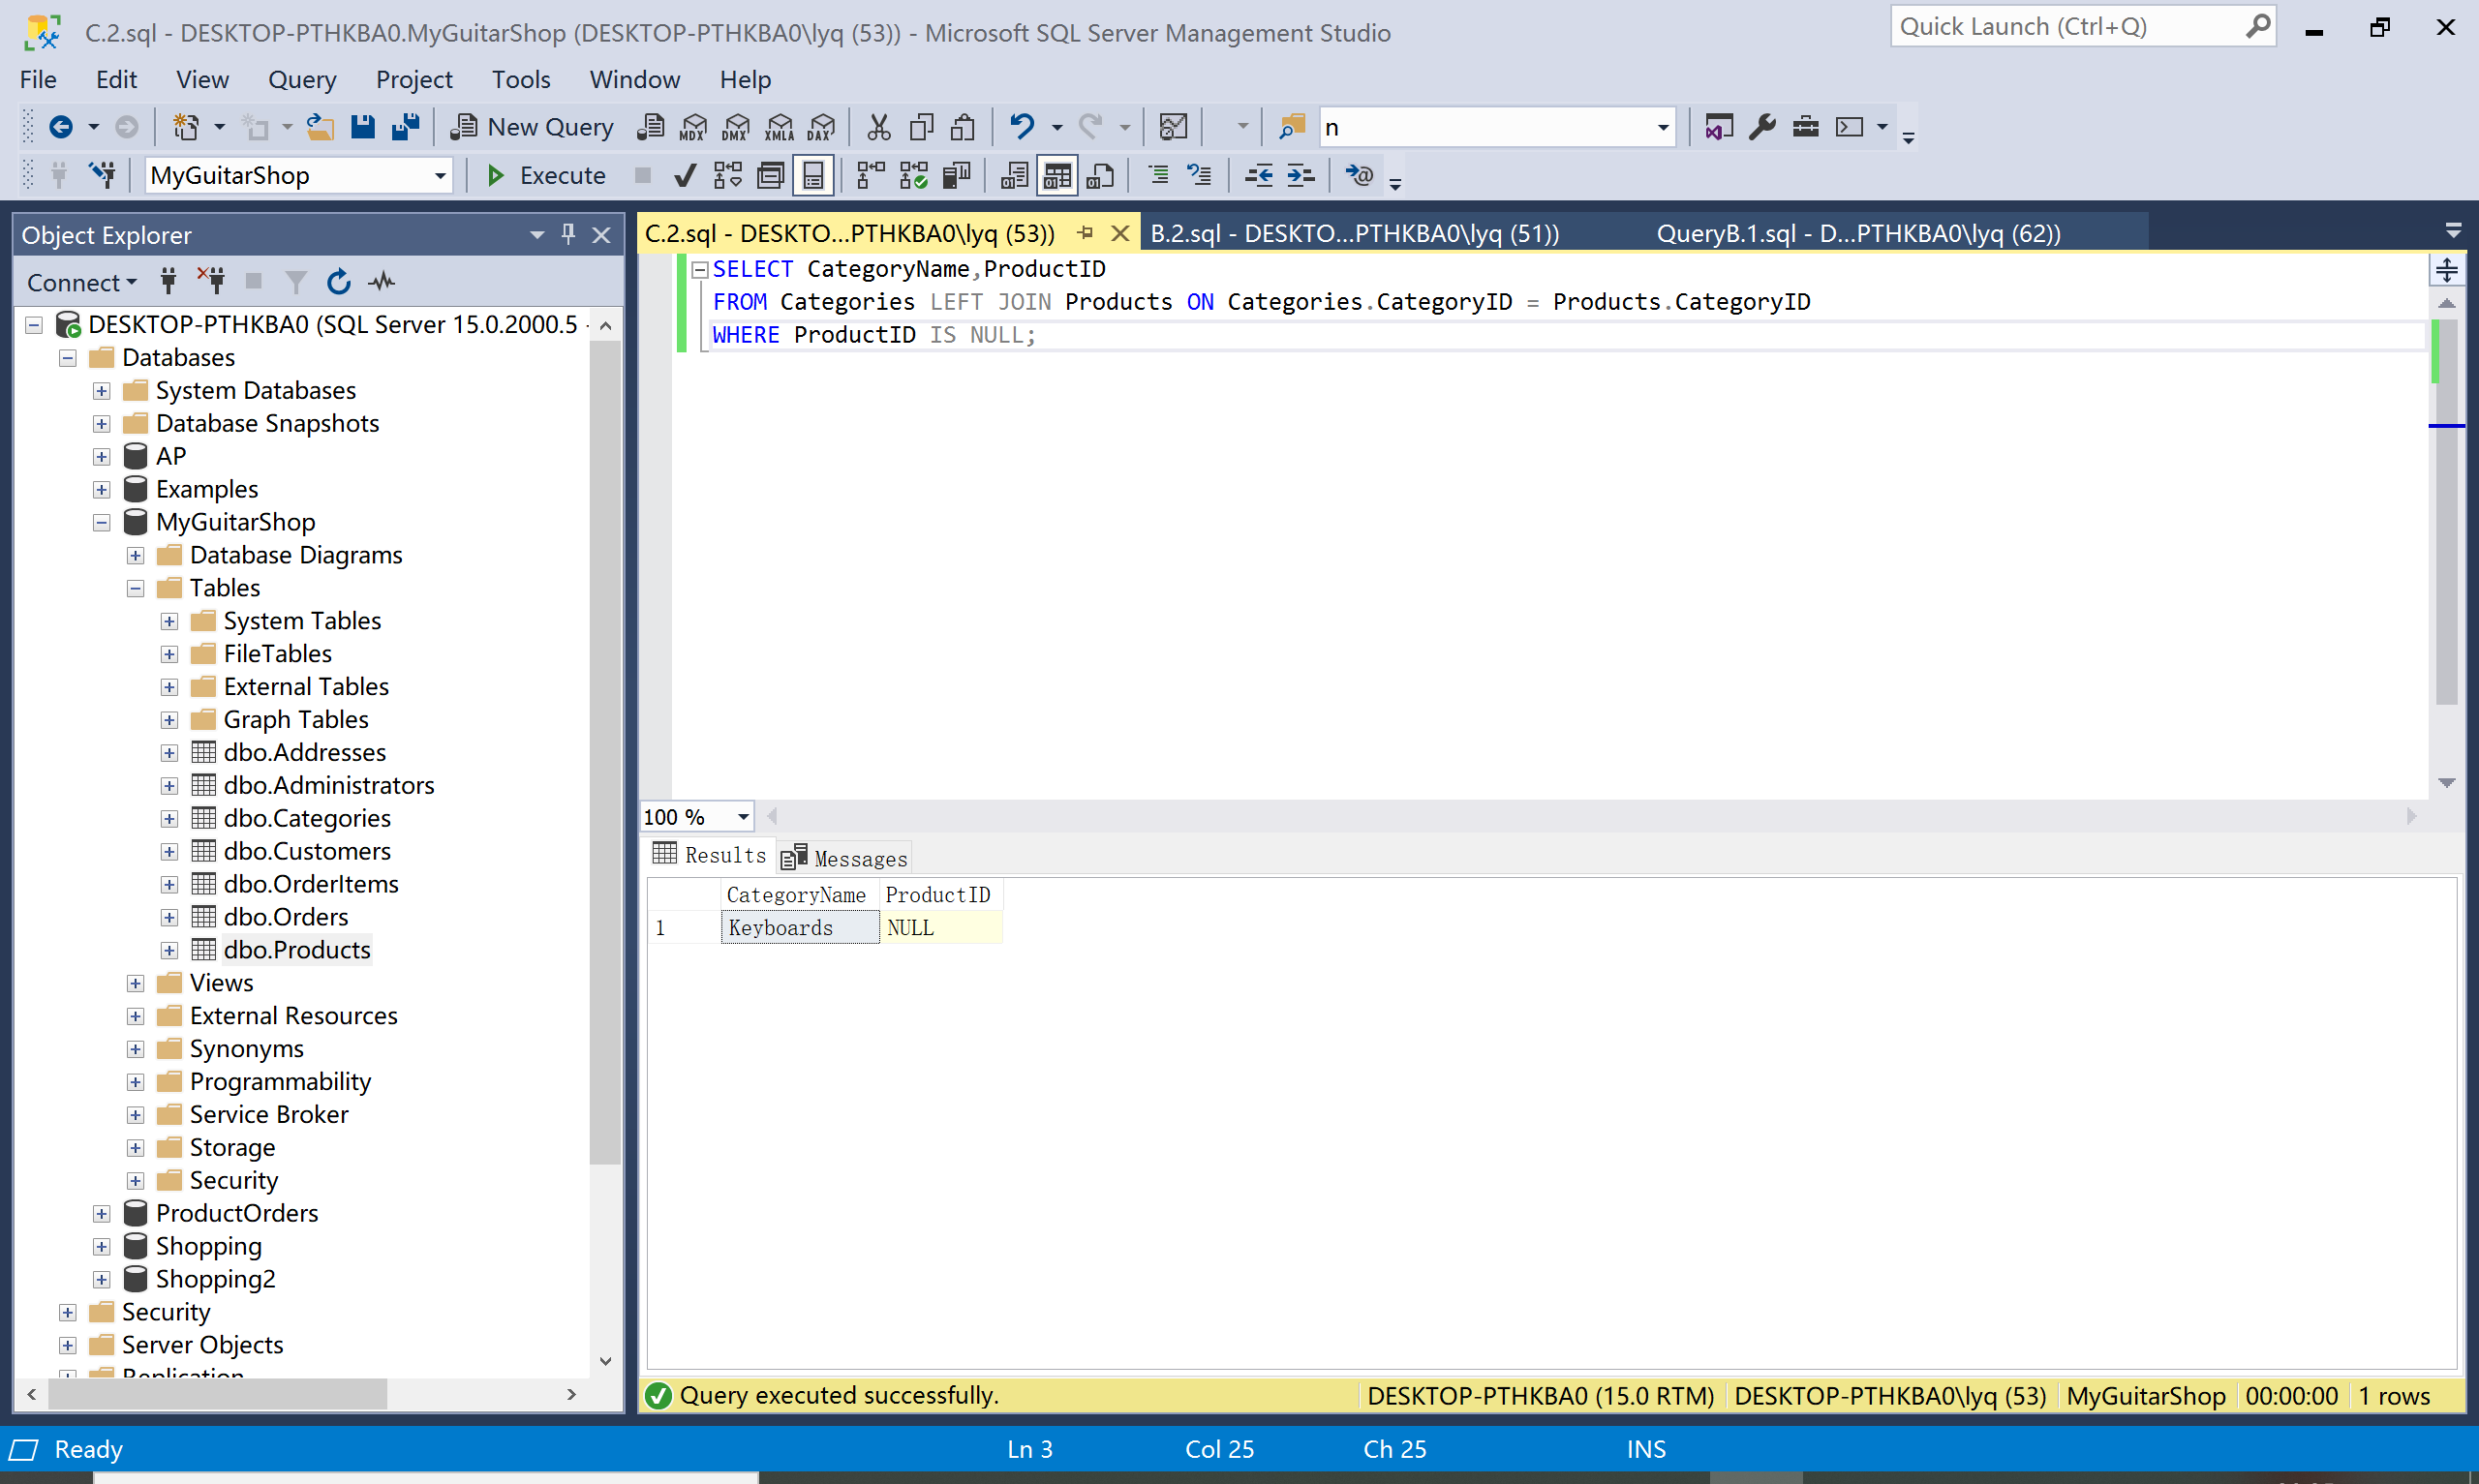 C.2.sql - DESKTOP-PTHKBA0.MyGuitarShop (DESKTOP-PTHKBA0\lyq (53)) - Microsoft SQL Server Management Studio
Quick Launch (Ctrl+Q)
File Edit View Query Project Tools Window Help
New Query MDX DMX XMLA DAX n
MyGuitarShop Execute
Object Explorer
Connect
DESKTOP-PTHKBA0 (SQL Server 15.0.2000.5 -
Databases
System Databases
Database Snapshots
AP
Examples
MyGuitarShop
Database Diagrams
Tables
System Tables
FileTables
External Tables
Graph Tables
dbo.Addresses
dbo.Administrators
dbo.Categories
dbo.Customers
dbo.OrderItems
dbo.Orders
dbo.Products
Views
External Resources
Synonyms
Programmability
Service Broker
Storage
Security
ProductOrders
Shopping
Shopping2
Security
Server Objects
Replication
C.2.sql - DESKTO...PTHKBA0\lyq (53)) B.2.sql - DESKTO...PTHKBA0\lyq (51)) QueryB.1.sql - D...PTHKBA0\lyq (62))
SELECT CategoryName,ProductID
FROM Categories LEFT JOIN Products ON Categories.CategoryID = Products.CategoryID
WHERE ProductID IS NULL;
100 %
Results Messages
CategoryName ProductID
1 Keyboards NULL
Query executed successfully. DESKTOP-PTHKBA0 (15.0 RTM) DESKTOP-PTHKBA0\lyq (53) MyGuitarShop 00:00:00 1 rows
Ready Ln 3 Col 25 Ch 25 INS